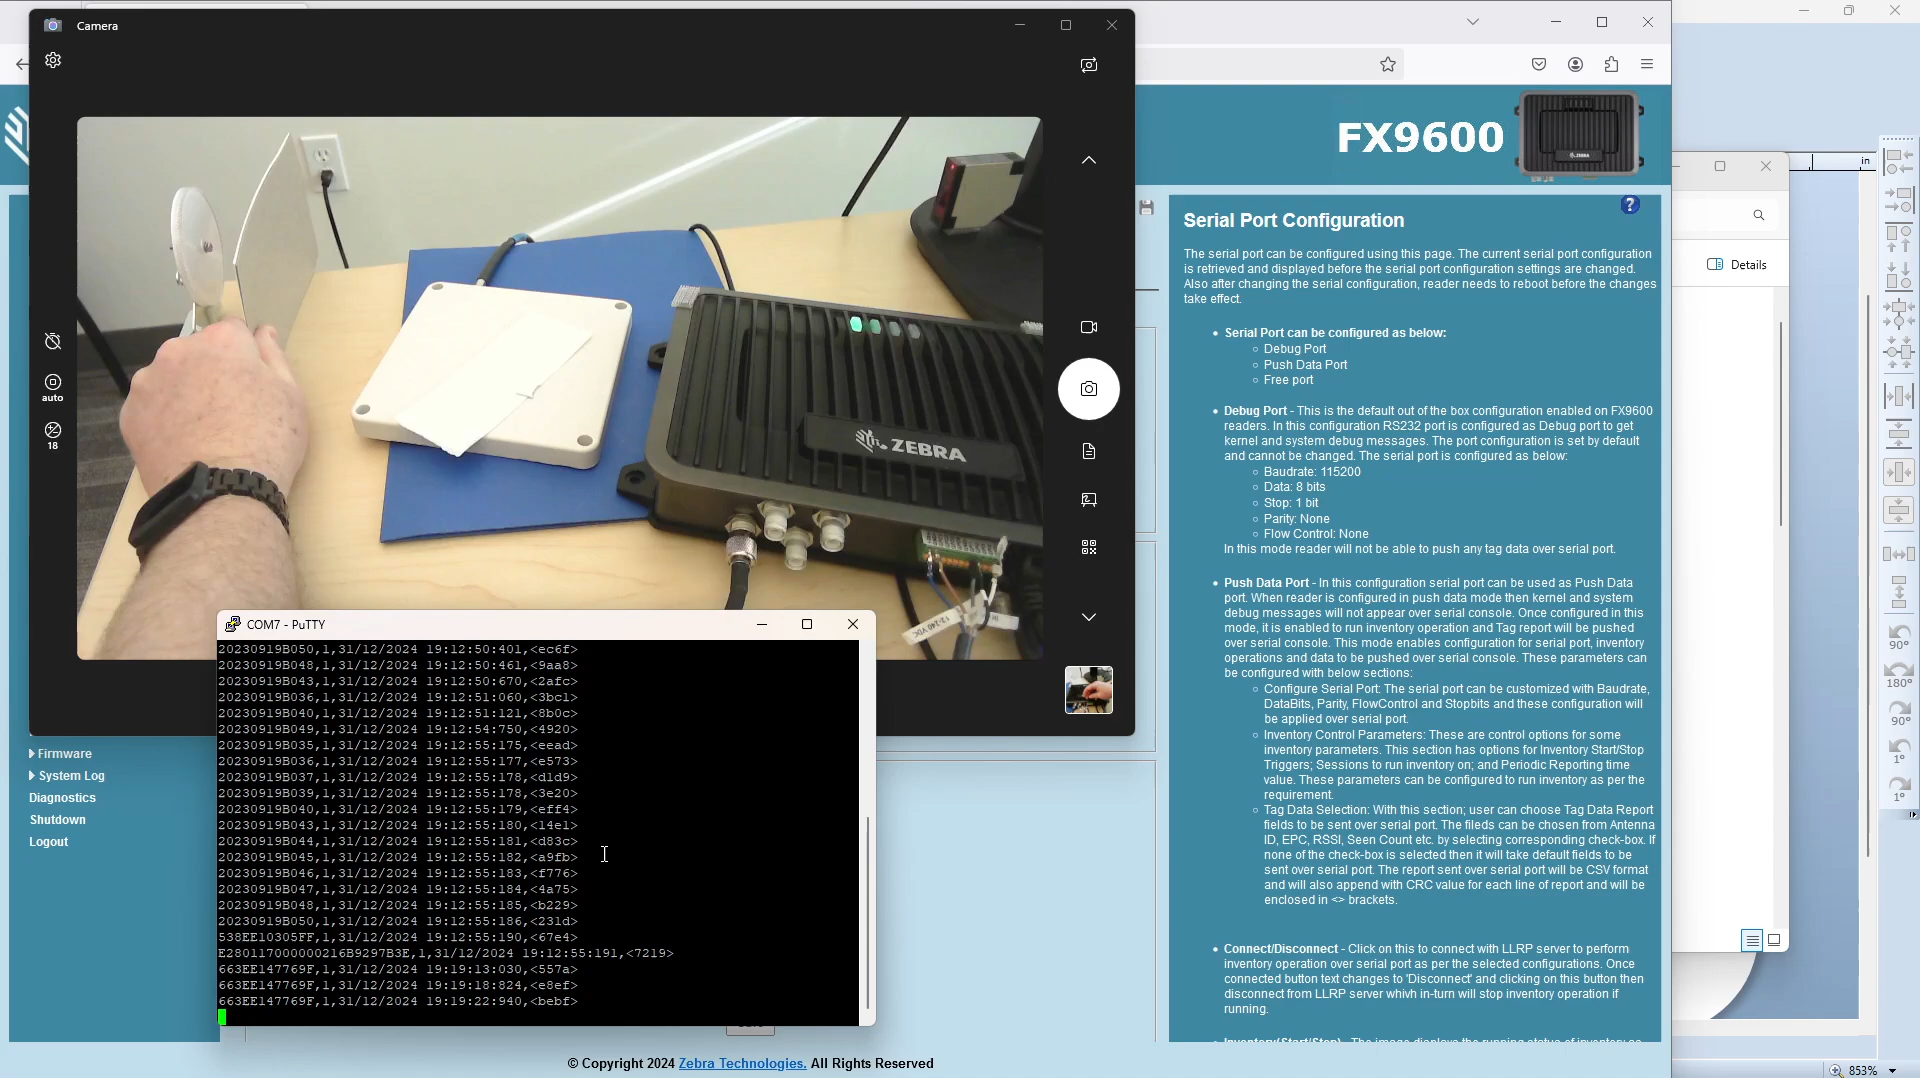 Camera
auto
18
ZEBRA
12-240 VDC
FX9600
ZEBRA
in
Details
Serial Port Configuration
The serial port can be configured using this page. The current serial port configuration
is retrieved and displayed before the serial port configuration settings are changed.
Also after changing the serial configuration, reader needs to reboot before the changes
take effect.
Serial Port can be configured as below:
Debug Port
Push Data Port
Free port
Debug Port - This is the default out of the box configuration enabled on FX9600
readers. In this configuration RS232 port is configured as Debug port to get
kernel and system debug messages. The port configuration is set by default
and cannot be changed. The serial port is configured as below:
Baudrate: 115200
Data: 8 bits
Stop: 1 bit
Parity: None
Flow Control: None
In this mode reader will not be able to push any tag data over serial port.
Push Data Port - In this configuration serial port can be used as Push Data
port. When reader is configured in push data mode then kernel and system
debug messages will not appear over serial console. Once configured in this
mode, it is enabled to run inventory operation and Tag report will be pushed
over serial console. This mode enables configuration for serial port, inventory
operations and data to be pushed over serial console. These parameters can
be configured with below sections:
Configure Serial Port: The serial port can be customized with Baudrate,
DataBits, Parity, FlowControl and Stopbits and these configuration will
be applied over serial port.
Inventory Control Parameters: These are control options for some
inventory parameters. This section has options for Inventory Start/Stop
Triggers; Sessions to run inventory on; and Periodic Reporting time
value. These parameters can be configured to run inventory as per the
requirement.
Tag Data Selection: With this section; user can choose Tag Data Report
fields to be sent over serial port. The fileds can be chosen from Antenna
ID, EPC, RSSI, Seen Count etc. by selecting corresponding check-box. If
none of the check-box is selected then it will take default fields to be
sent over serial port. The report sent over serial port will be CSV format
and will also append with CRC value for each line of report and will be
enclosed in <> brackets.
Connect/Disconnect - Click on this to connect with LLRP server to perform
inventory operation over serial port as per the selected configurations. Once
connected button text changes to 'Disconnect' and clicking on this button then
disconnect from LLRP server whivh in-turn will stop inventory operation if
running.
Inventory(Start/Stop) - The image displays the running status of inventory as
COM7 - PuTTY
20230919B050,1,31/12/2024 19:12:50:401,<ec6f>
20230919B048,1,31/12/2024 19:12:50:461,<9aa8>
20230919B043,1,31/12/2024 19:12:50:670,<2afc>
20230919B036,1,31/12/2024 19:12:51:060,<3bc1>
20230919B040,1,31/12/2024 19:12:51:121,<8b0c>
20230919B049,1,31/12/2024 19:12:54:750,<4920>
20230919B035,1,31/12/2024 19:12:55:175,<eead>
20230919B036,1,31/12/2024 19:12:55:177,<e573>
20230919B037,1,31/12/2024 19:12:55:178,<d1d9>
20230919B039,1,31/12/2024 19:12:55:178,<3e20>
20230919B040,1,31/12/2024 19:12:55:179,<eff4>
20230919B043,1,31/12/2024 19:12:55:180,<14e1>
20230919B044,1,31/12/2024 19:12:55:181,<d83c>
20230919B045,1,31/12/2024 19:12:55:182,<a9fb>
20230919B046,1,31/12/2024 19:12:55:183,<f776>
20230919B047,1,31/12/2024 19:12:55:184,<4a75>
20230919B048,1,31/12/2024 19:12:55:185,<b229>
20230919B050,1,31/12/2024 19:12:55:186,<231d>
538EE10305FF,1,31/12/2024 19:12:55:190,<67e4>
E2801170000000216B9297B3E,1,31/12/2024 19:12:55:191,<7219>
663EE147769F,1,31/12/2024 19:19:13:030,<557a>
663EE147769F,1,31/12/2024 19:19:18:824,<e8ef>
663EE147769F,1,31/12/2024 19:19:22:940,<bebf>
Firmware
System Log
Diagnostics
Shutdown
Logout
© Copyright 2024 Zebra Technologies. All Rights Reserved
90°
180°
90°
1°
1°
853%